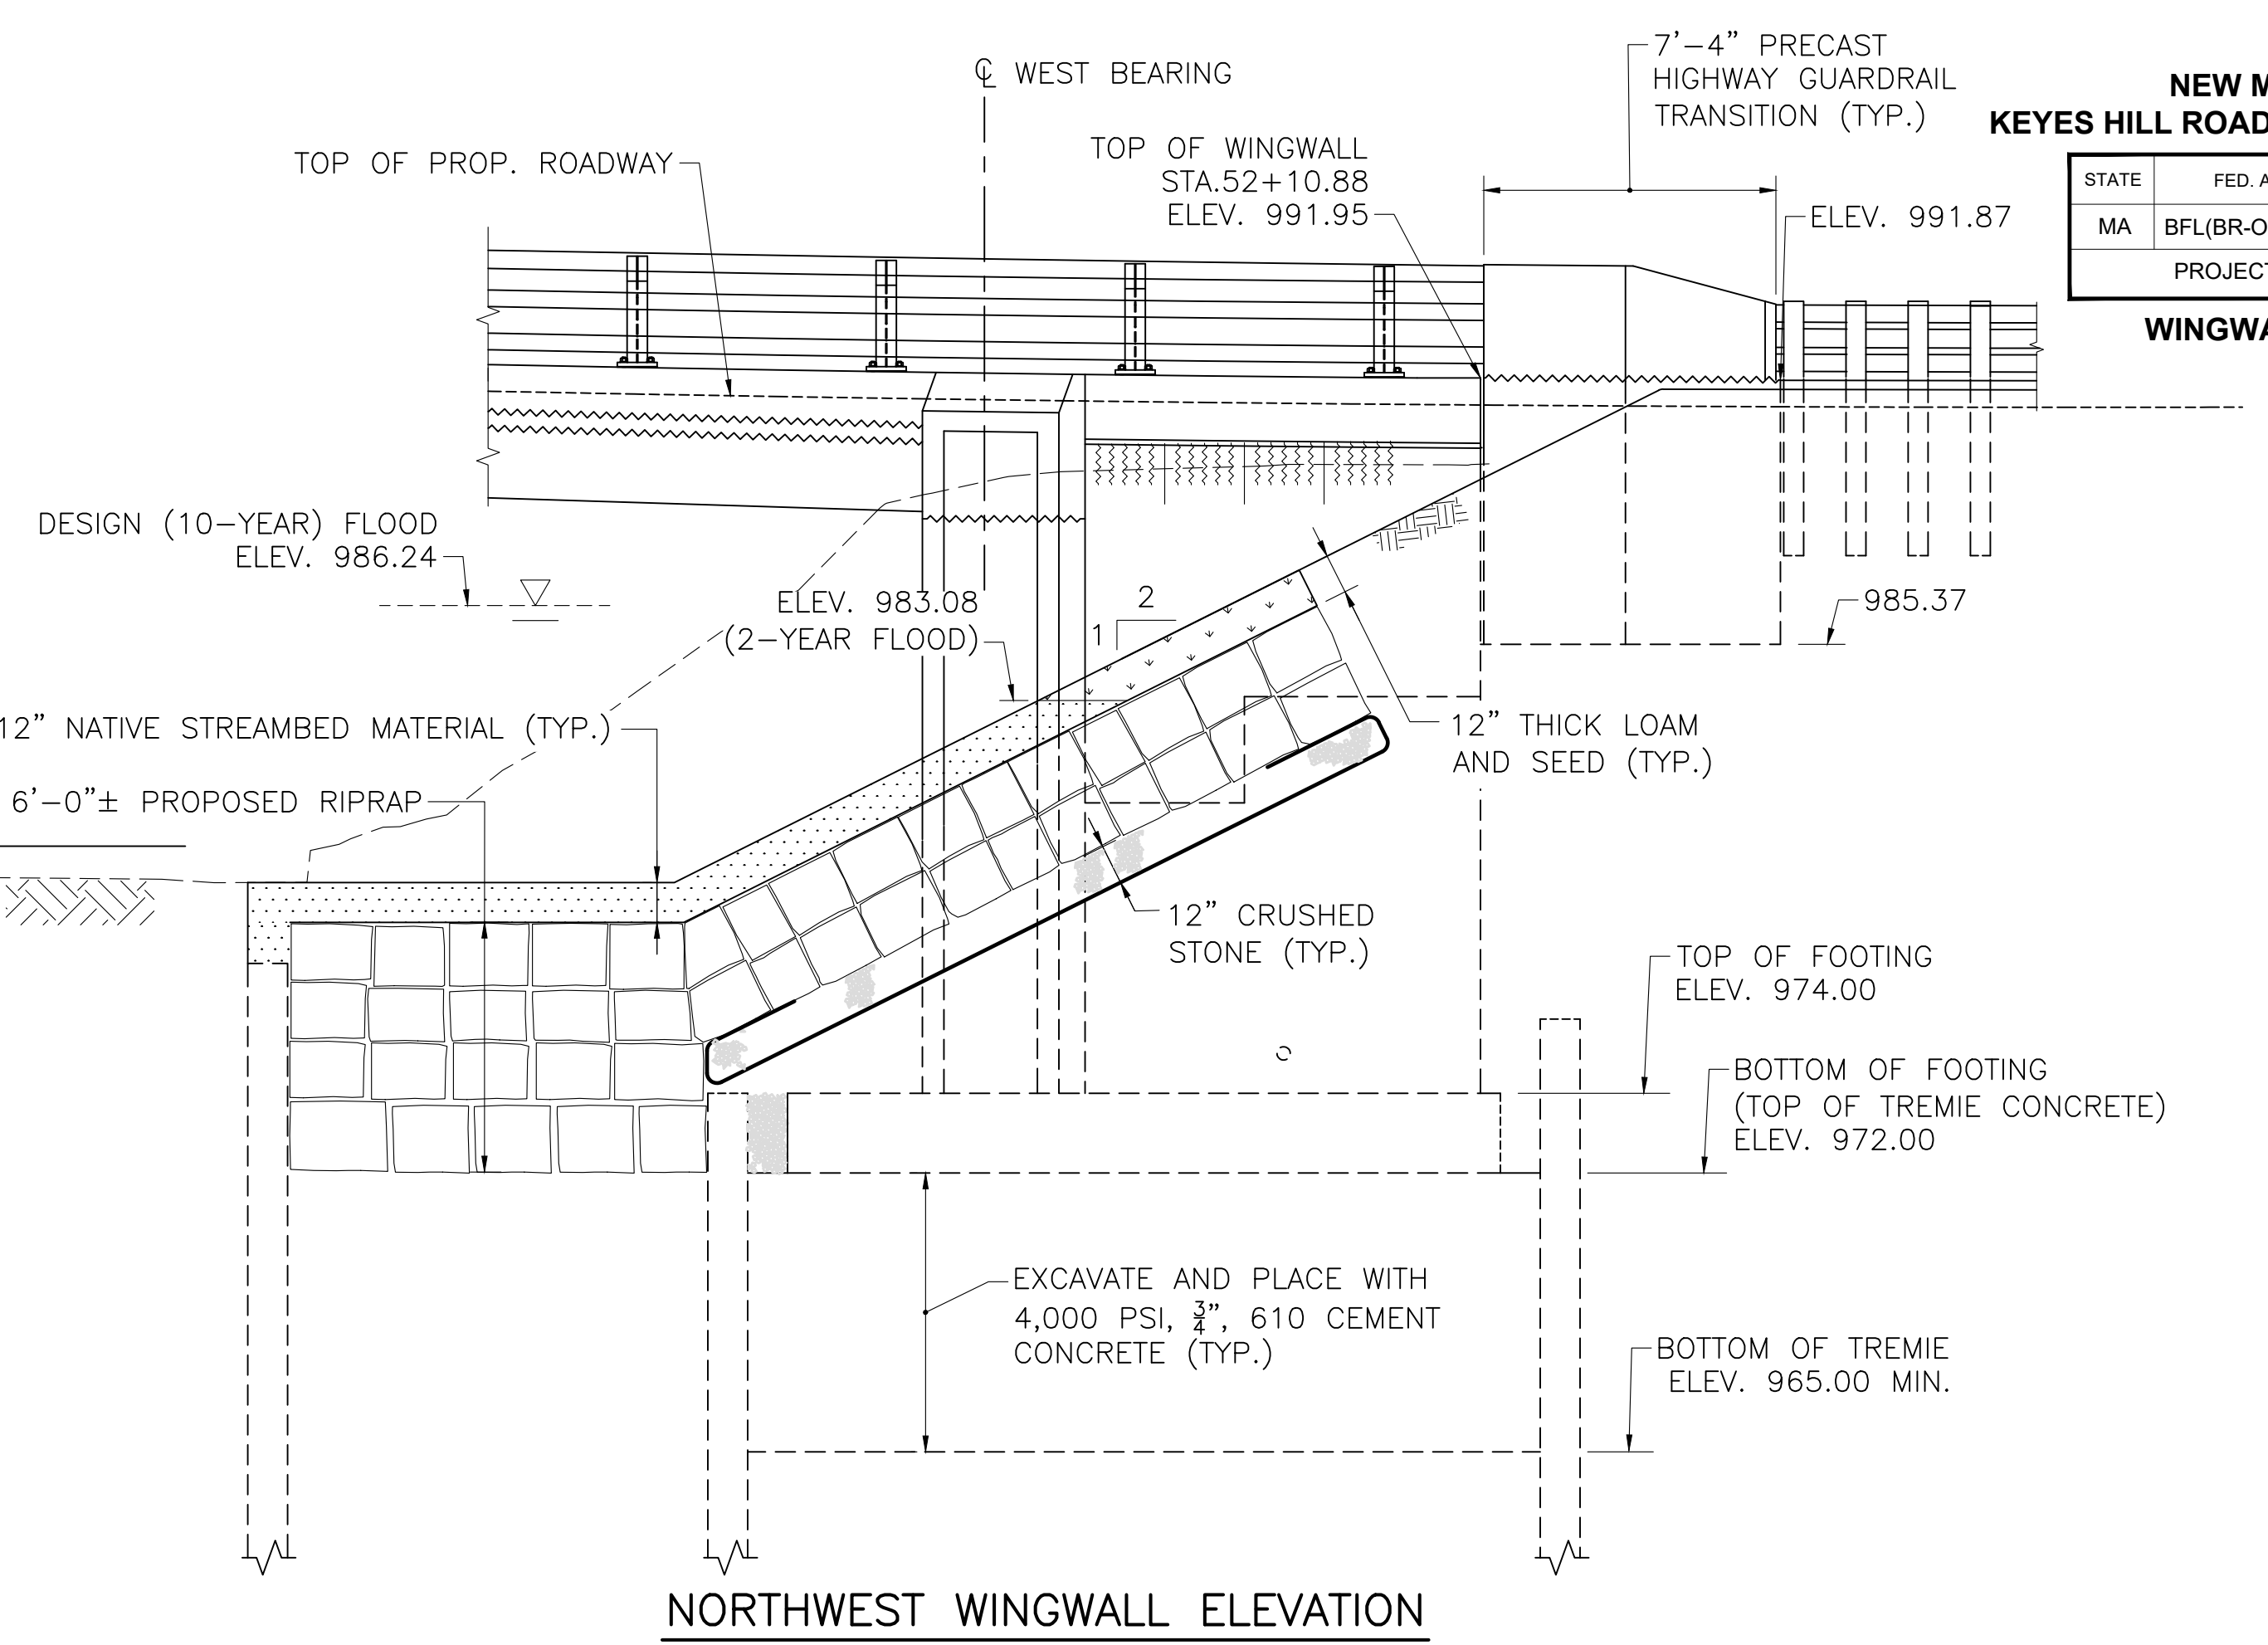 ℄ WEST BEARING
7'-4" PRECAST
HIGHWAY GUARDRAIL
TRANSITION (TYP.)
NEW M
KEYES HILL ROAD
STATE FED. A
MA BFL(BR-O
PROJECT
WINGWA
TOP OF PROP. ROADWAY
TOP OF WINGWALL
STA.52+10.88
ELEV. 991.95
ELEV. 991.87
DESIGN (10-YEAR) FLOOD
ELEV. 986.24
ELEV. 983.08
(2-YEAR FLOOD)
2
1
985.37
12" NATIVE STREAMBED MATERIAL (TYP.)
12" THICK LOAM
AND SEED (TYP.)
6'-0"± PROPOSED RIPRAP
12" CRUSHED
STONE (TYP.)
TOP OF FOOTING
ELEV. 974.00
BOTTOM OF FOOTING
(TOP OF TREMIE CONCRETE)
ELEV. 972.00
EXCAVATE AND PLACE WITH
4,000 PSI, ¾", 610 CEMENT
CONCRETE (TYP.)
BOTTOM OF TREMIE
ELEV. 965.00 MIN.
NORTHWEST WINGWALL ELEVATION